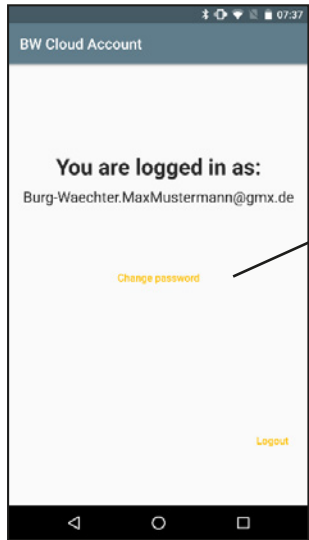 07:37
BW Cloud Account
You are logged in as:
Burg-Waechter.MaxMustermann@gmx.de
Change password
Logout